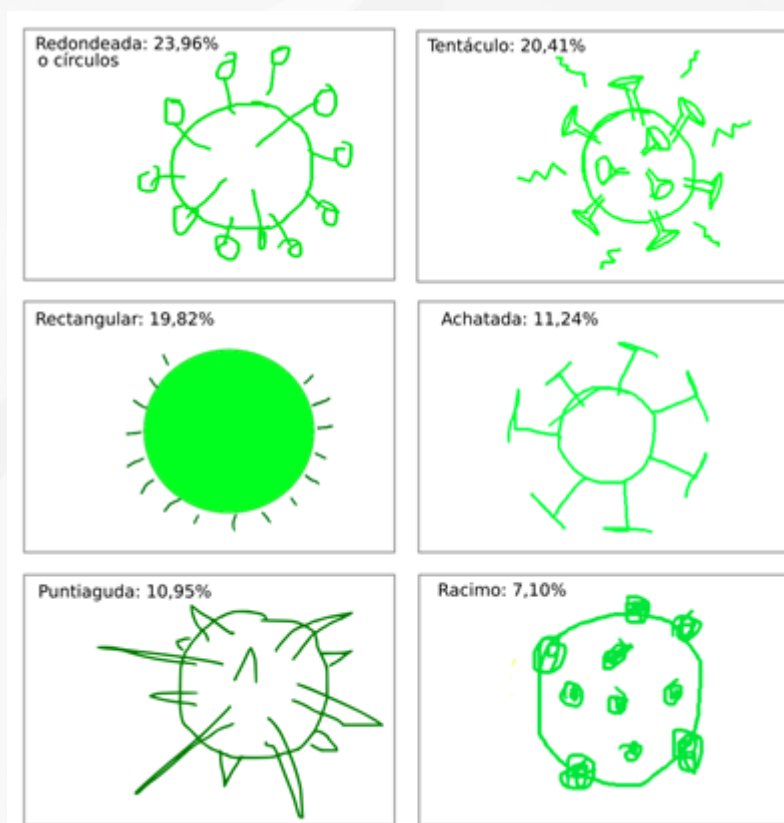 Redondeada: 23,96%
o círculos
Tentáculo: 20,41%
Rectangular: 19,82%
Achatada: 11,24%
Puntiaguda: 10,95%
Racimo: 7,10%